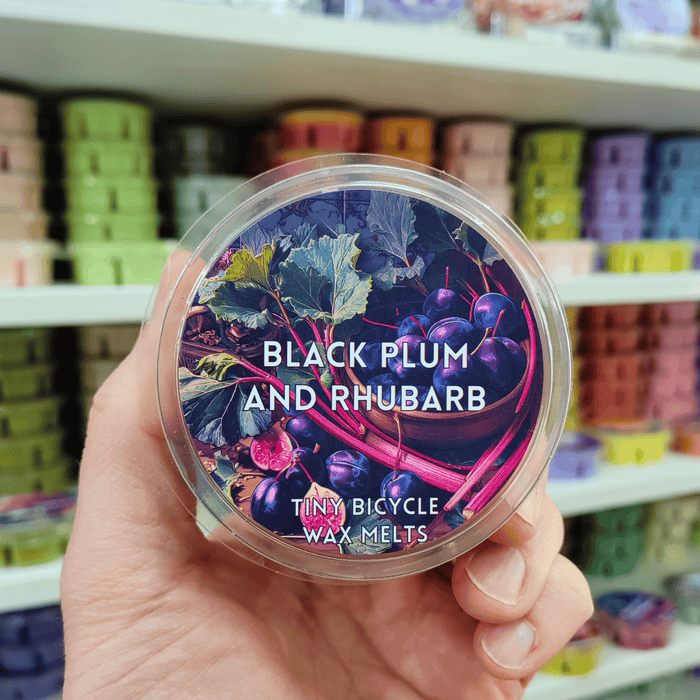 BLACK PLUM
AND RHUBARB
TINY BICYCLE
WAX MELTS